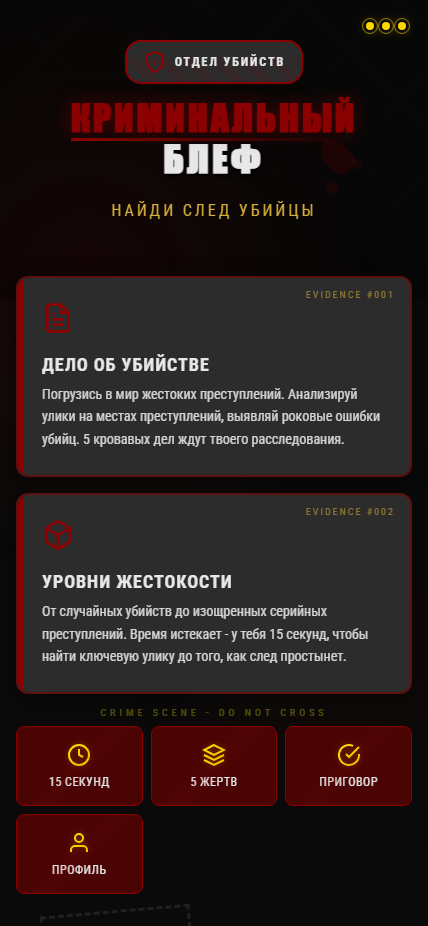 ОТДЕЛ УБИЙСТВ
КРИМИНАЛЬНЫЙ
БЛЕФ
НАЙДИ СЛЕД УБИЙЦЫ
EVIDENCE #001
ДЕЛО ОБ УБИЙСТВЕ
Погрузись в мир жестоких преступлений. Анализируй
улики на местах преступлений, выявляй роковые ошибки
убийц. 5 кровавых дел ждут твоего расследования.
EVIDENCE #002
УРОВНИ ЖЕСТОКОСТИ
От случайных убийств до изощренных серийных
преступлений. Время истекает - у тебя 15 секунд, чтобы
найти ключевую улику до того, как след простынет.
CRIME SCENE - DO NOT CROSS
15 СЕКУНД
5 ЖЕРТВ
ПРИГОВОР
ПРОФИЛЬ